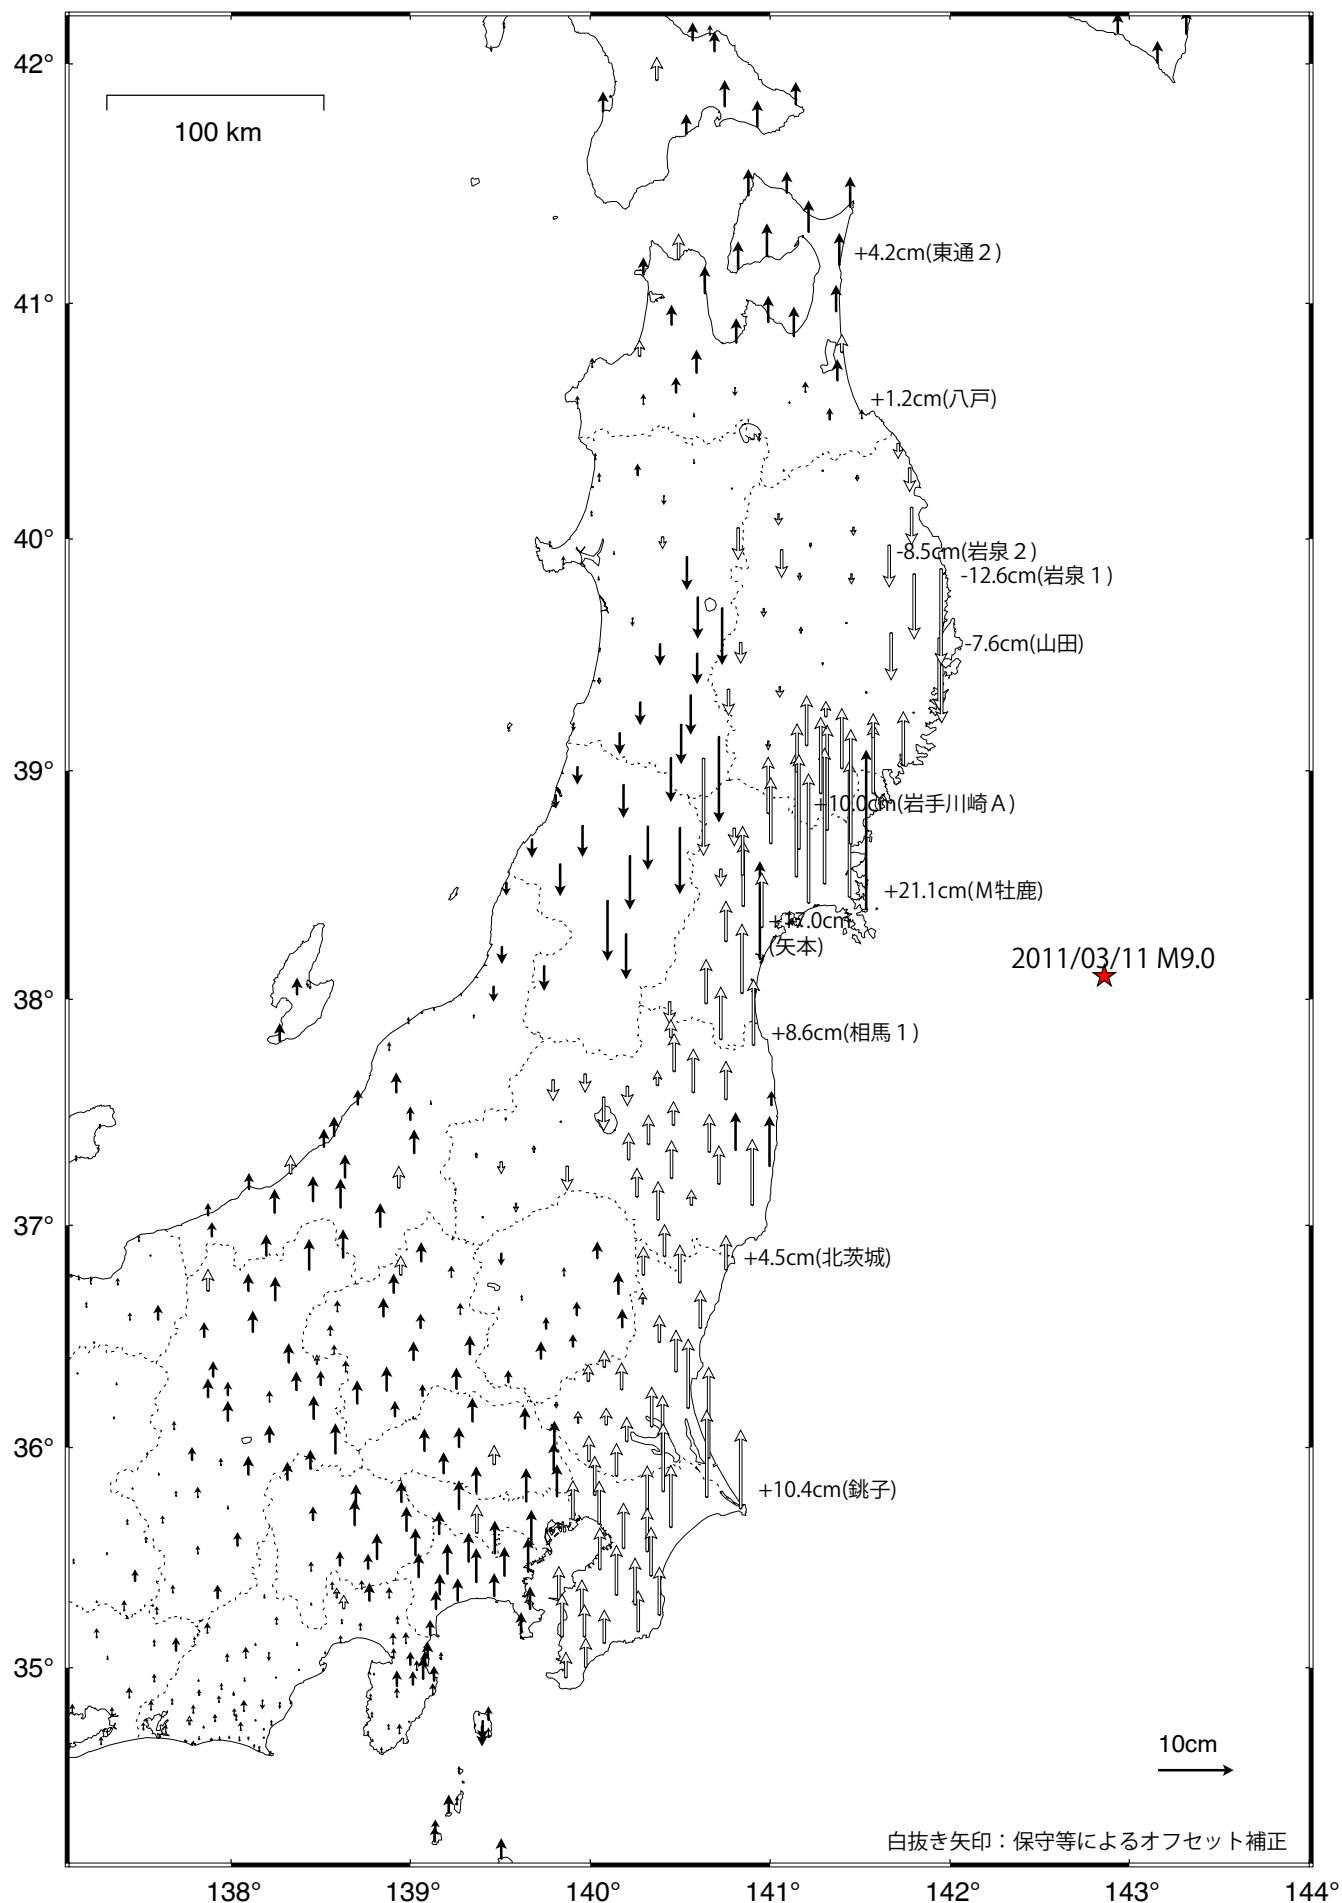 42°
100 km
+4.2cm(東通２)
41°
+1.2cm(八戸)
40°
-8.5cm(岩泉２)
-12.6cm(岩泉１)
-7.6cm(山田)
39°
+10.0cm(岩手川崎Ａ)
+21.1cm(Ｍ牡鹿)
+17.0cm
(矢本)
2011/03/11 M9.0
38°
+8.6cm(相馬１)
37°
+4.5cm(北茨城)
36°
+10.4cm(銚子)
35°
10cm
白抜き矢印：保守等によるオフセット補正
138° 139° 140° 141° 142° 143° 144°